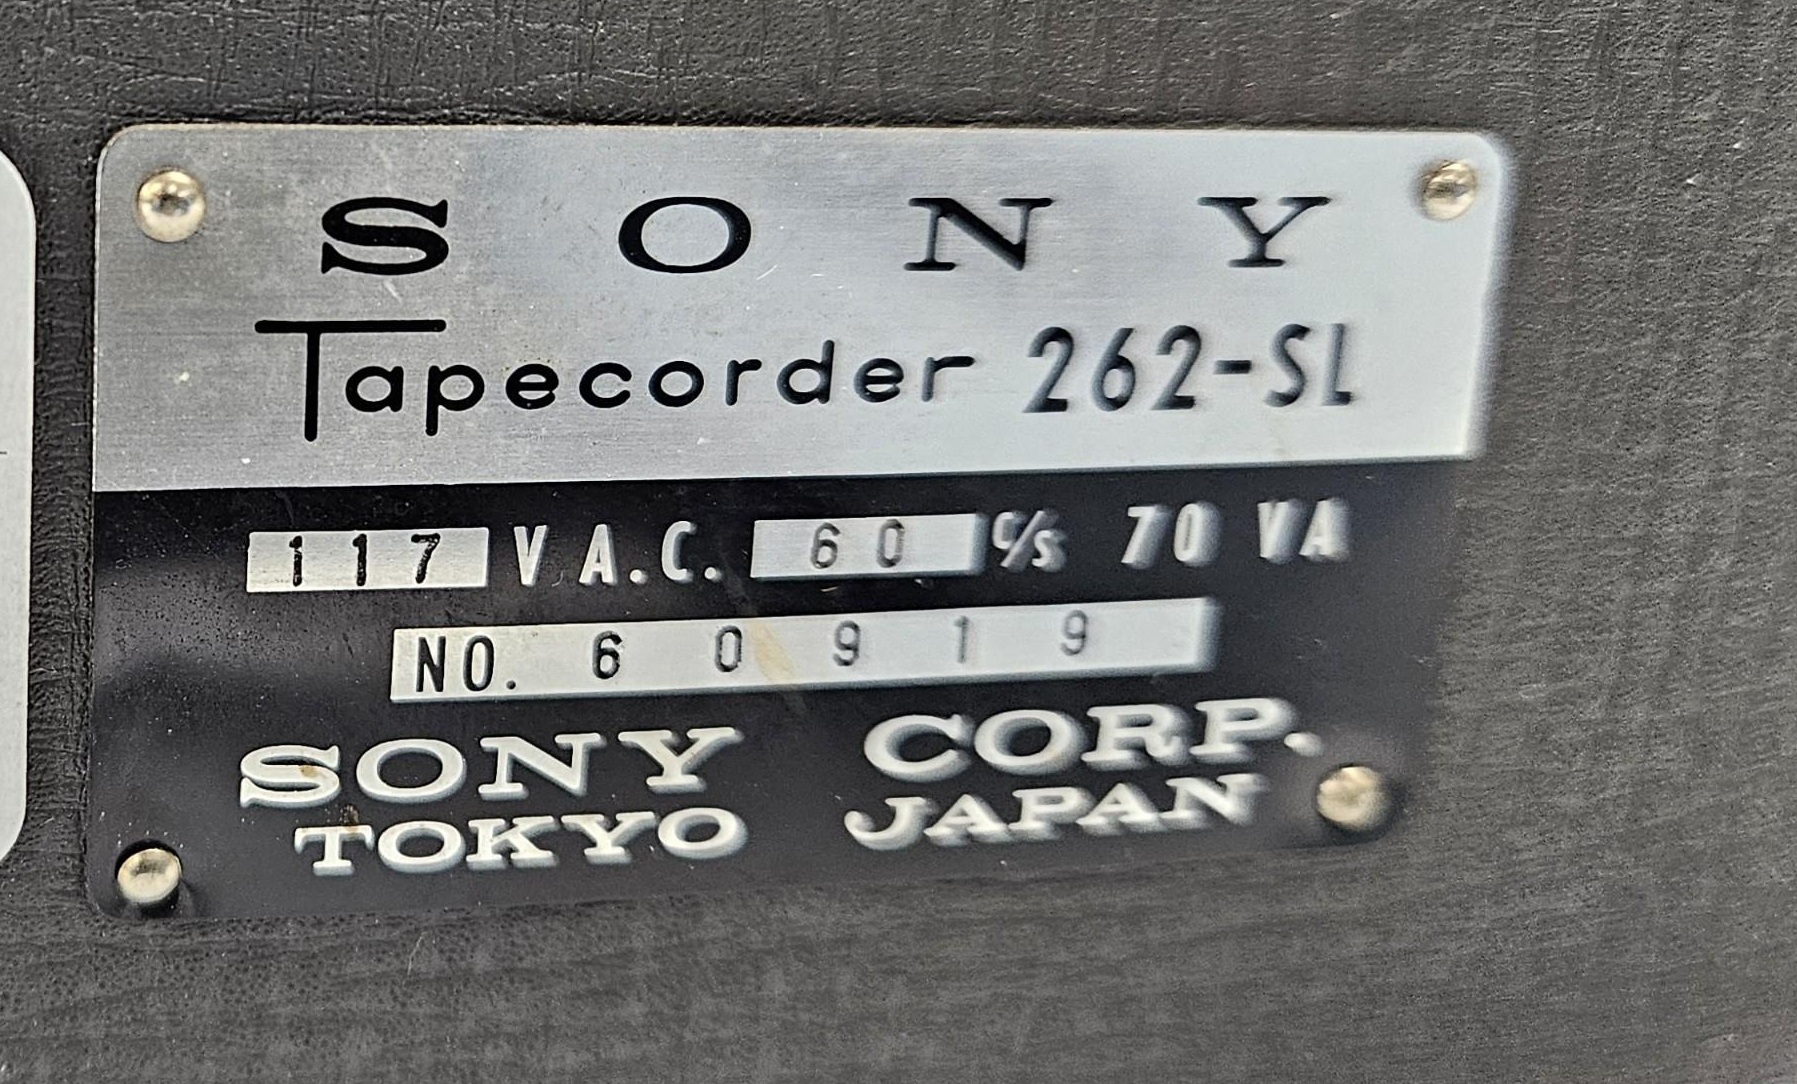 SONY
Tapecorder 262-SL
117 V A.C. 60 c/s 70 VA
NO. 60919
SONY CORP.
TOKYO JAPAN